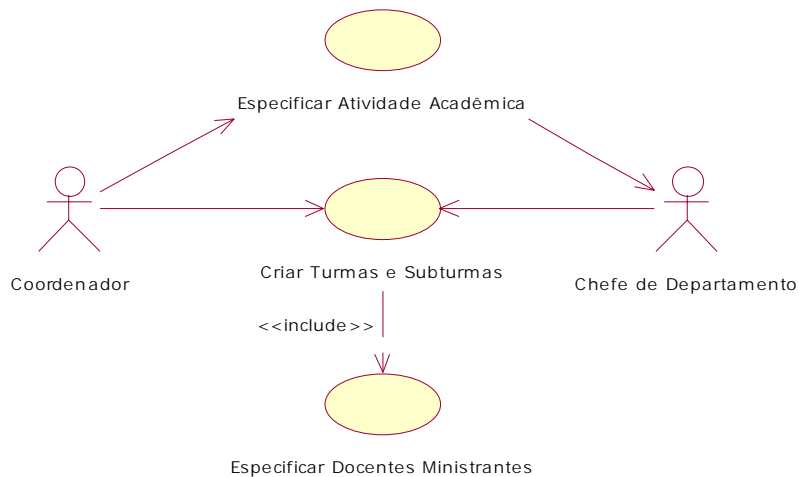 Especificar Atividade Acadêmica
Criar Turmas e Subturmas
Coordenador
Chefe de Departamento
<<include>>
Especificar Docentes Ministrantes